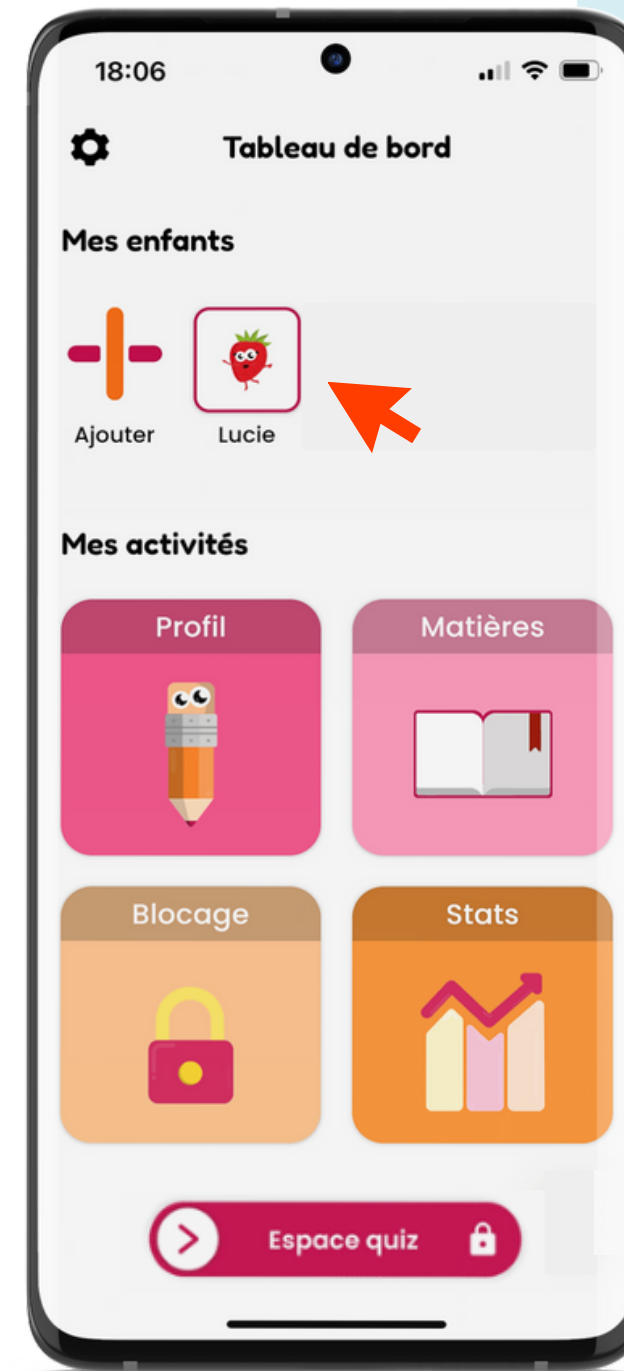 18:06
Tableau de bord
Mes enfants
Ajouter Lucie
Mes activités
Profil Matières
Blocage Stats
Espace quiz